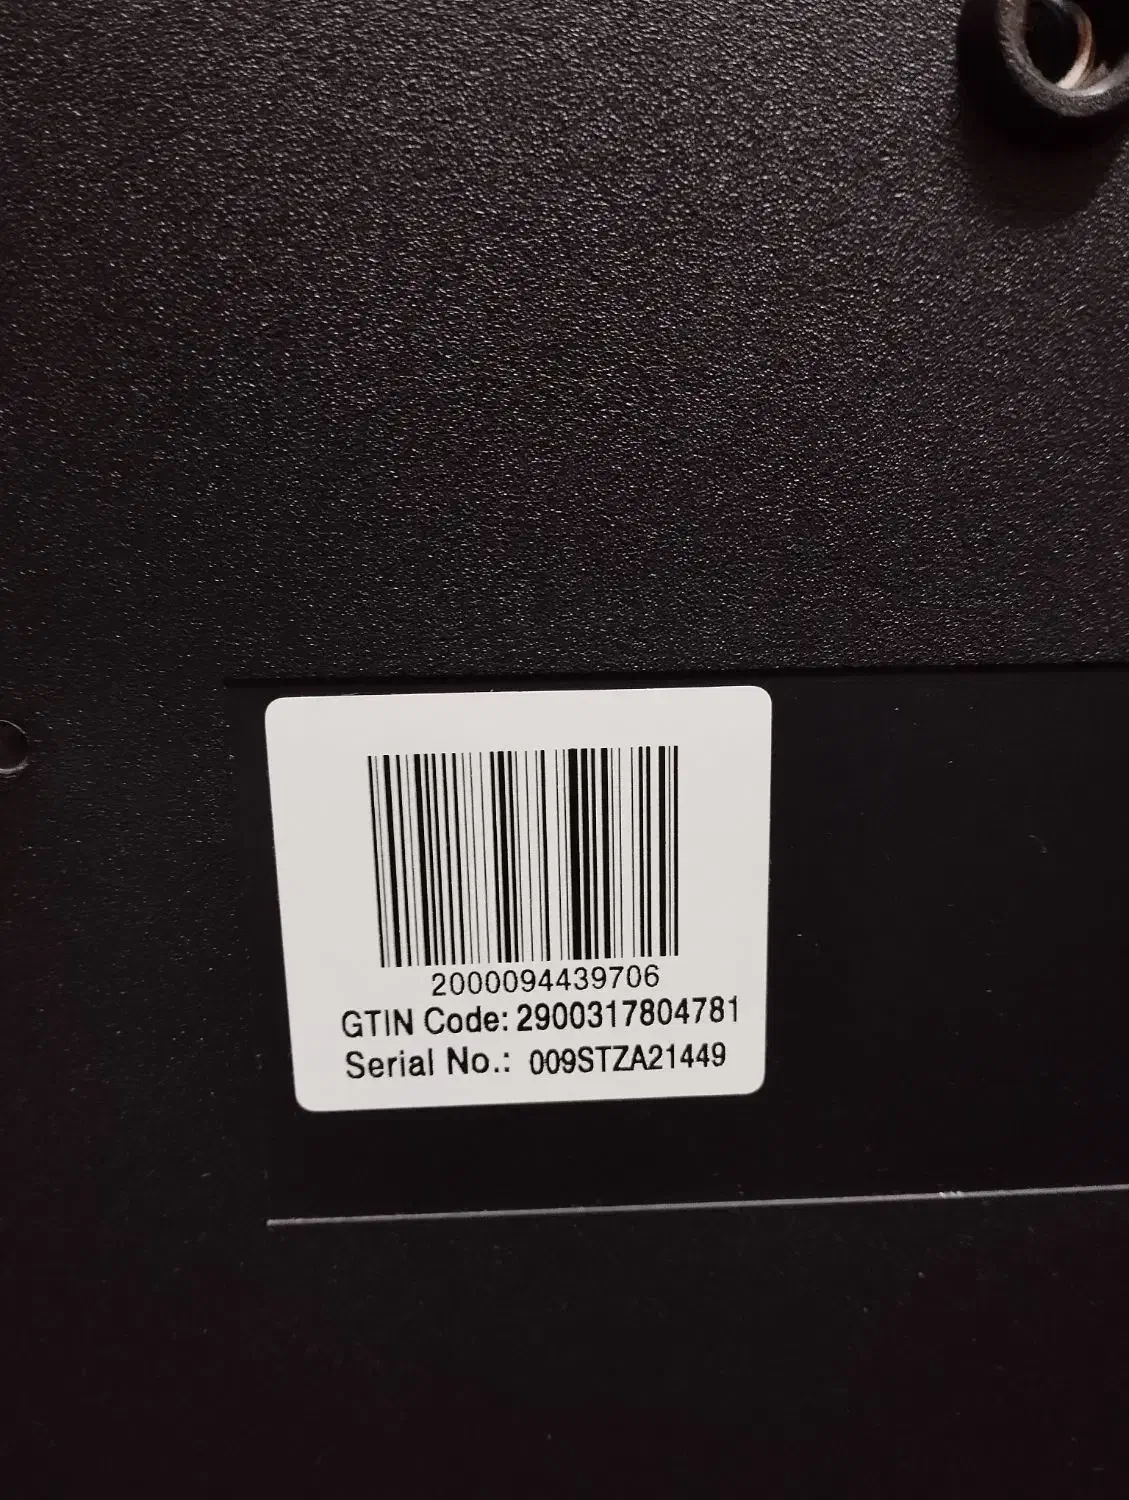 2000094439706
GTIN Code: 2900317804781
Serial No.: 009STZA21449